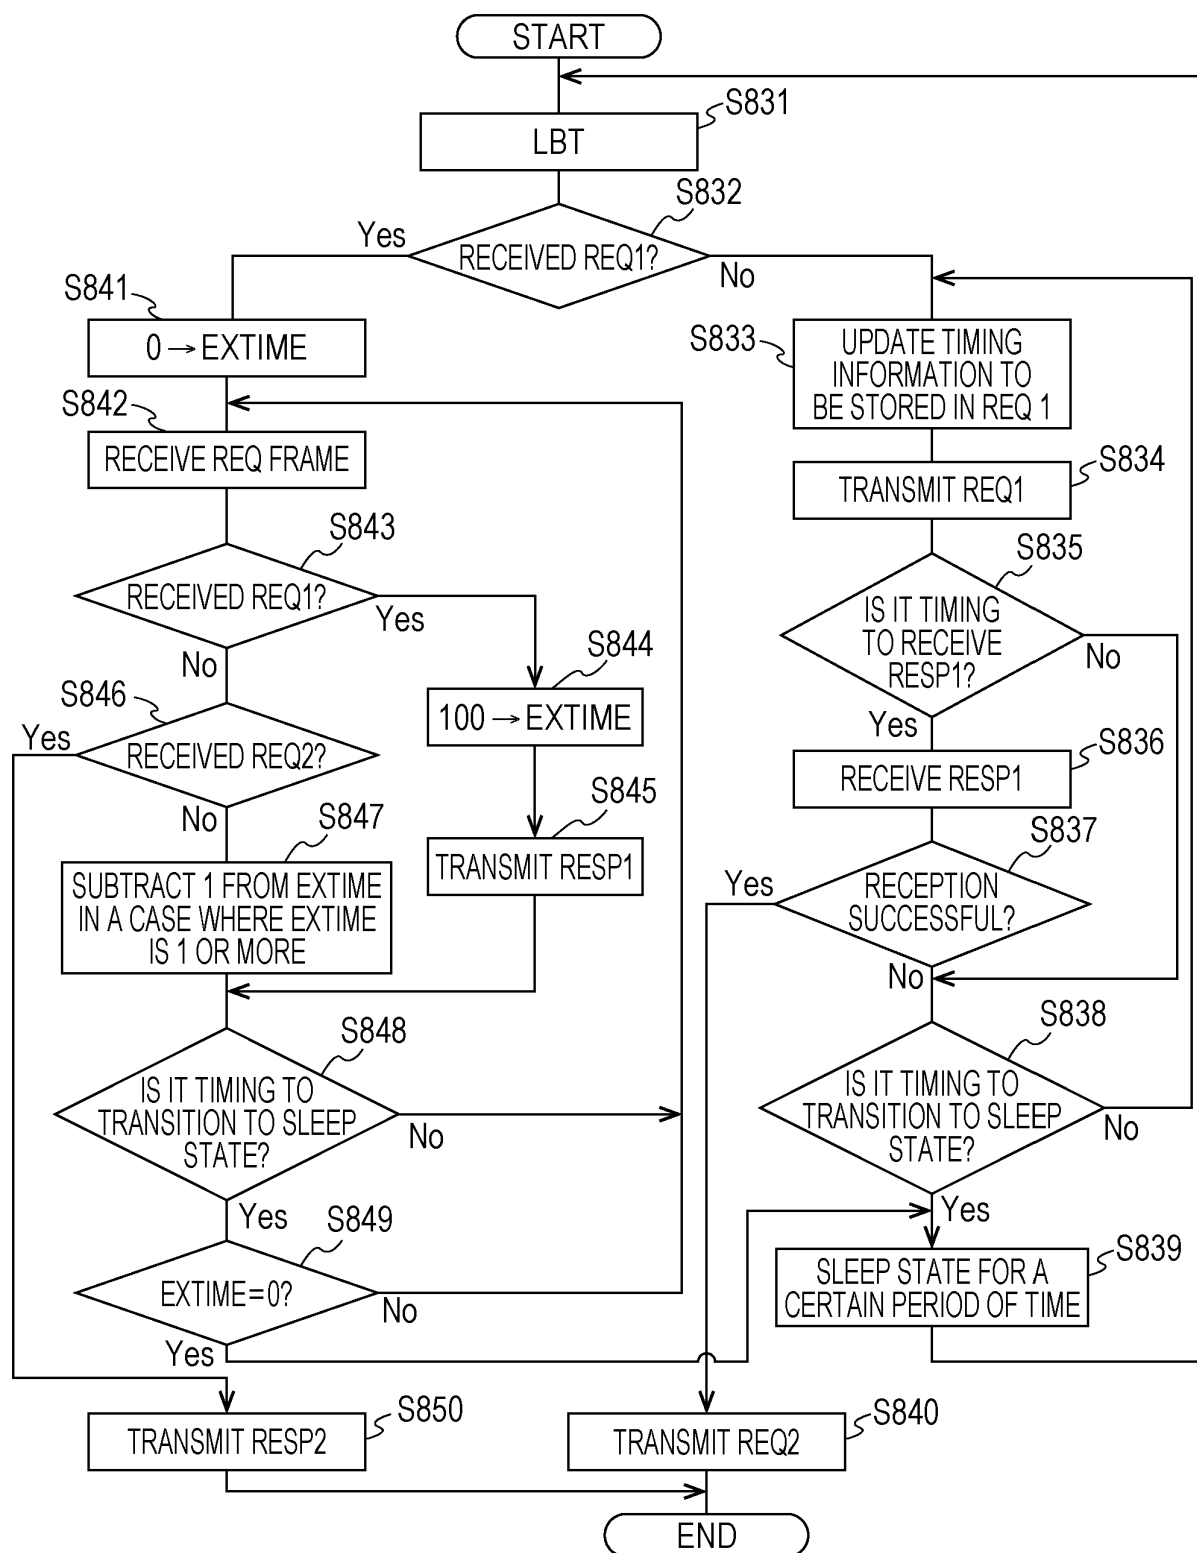 START
S831
LBT
S832
Yes
RECEIVED REQ1?
No
S841
0 → EXTIME
S833
UPDATE TIMING
INFORMATION TO
BE STORED IN REQ 1
S842
RECEIVE REQ FRAME
S834
TRANSMIT REQ1
S843
RECEIVED REQ1?
Yes
No
S835
IS IT TIMING
TO RECEIVE
RESP1?
No
Yes
S844
100 → EXTIME
S846
Yes
RECEIVED REQ2?
No
S836
RECEIVE RESP1
S845
TRANSMIT RESP1
S847
SUBTRACT 1 FROM EXTIME
IN A CASE WHERE EXTIME
IS 1 OR MORE
S837
Yes
RECEPTION
SUCCESSFUL?
No
S848
IS IT TIMING TO
TRANSITION TO SLEEP
STATE?
No
Yes
S838
IS IT TIMING TO
TRANSITION TO SLEEP
STATE?
No
Yes
S849
EXTIME=0?
No
Yes
S839
SLEEP STATE FOR A
CERTAIN PERIOD OF TIME
S850
TRANSMIT RESP2
S840
TRANSMIT REQ2
END